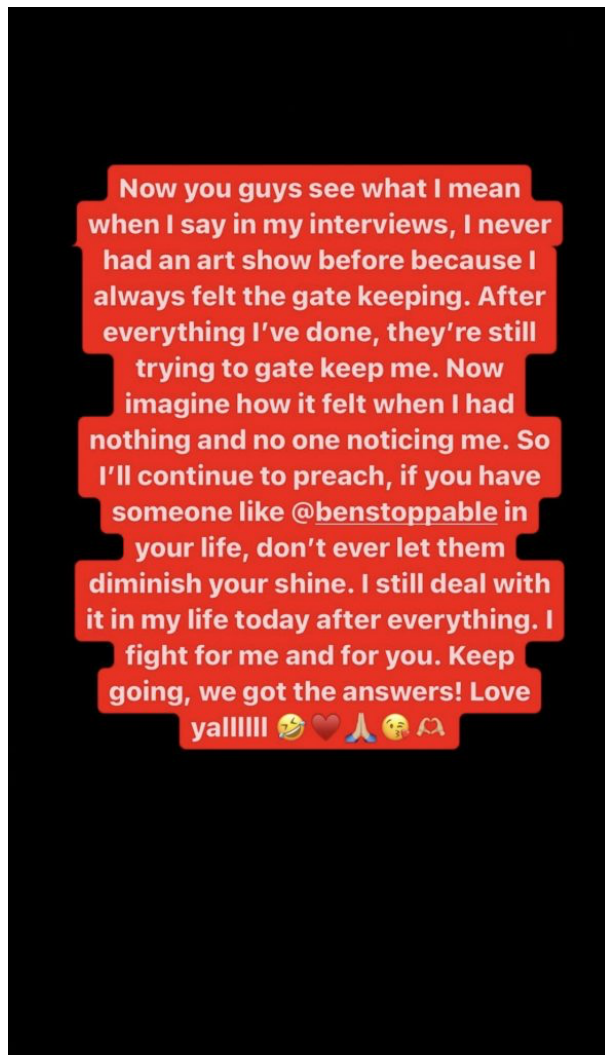 Now you guys see what I mean
when I say in my interviews, I never
had an art show before because I
always felt the gate keeping. After
everything I’ve done, they’re still
trying to gate keep me. Now
imagine how it felt when I had
nothing and no one noticing me. So
I’ll continue to preach, if you have
someone like @benstoppable in
your life, don’t ever let them
diminish your shine. I still deal with
it in my life today after everything. I
fight for me and for you. Keep
going, we got the answers! Love
yallllll 🤣♥️🙏🏼😘🫶🏼